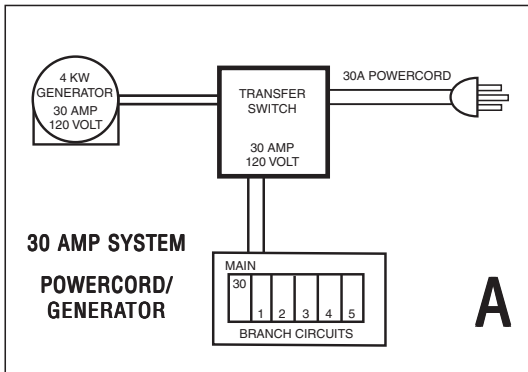 4 KW
GENERATOR
30 AMP
120 VOLT
TRANSFER
SWITCH
30 AMP
120 VOLT
30A POWERCORD
30 AMP SYSTEM
POWERCORD/
GENERATOR
MAIN
30
1 2 3 4 5
BRANCH CIRCUITS
A